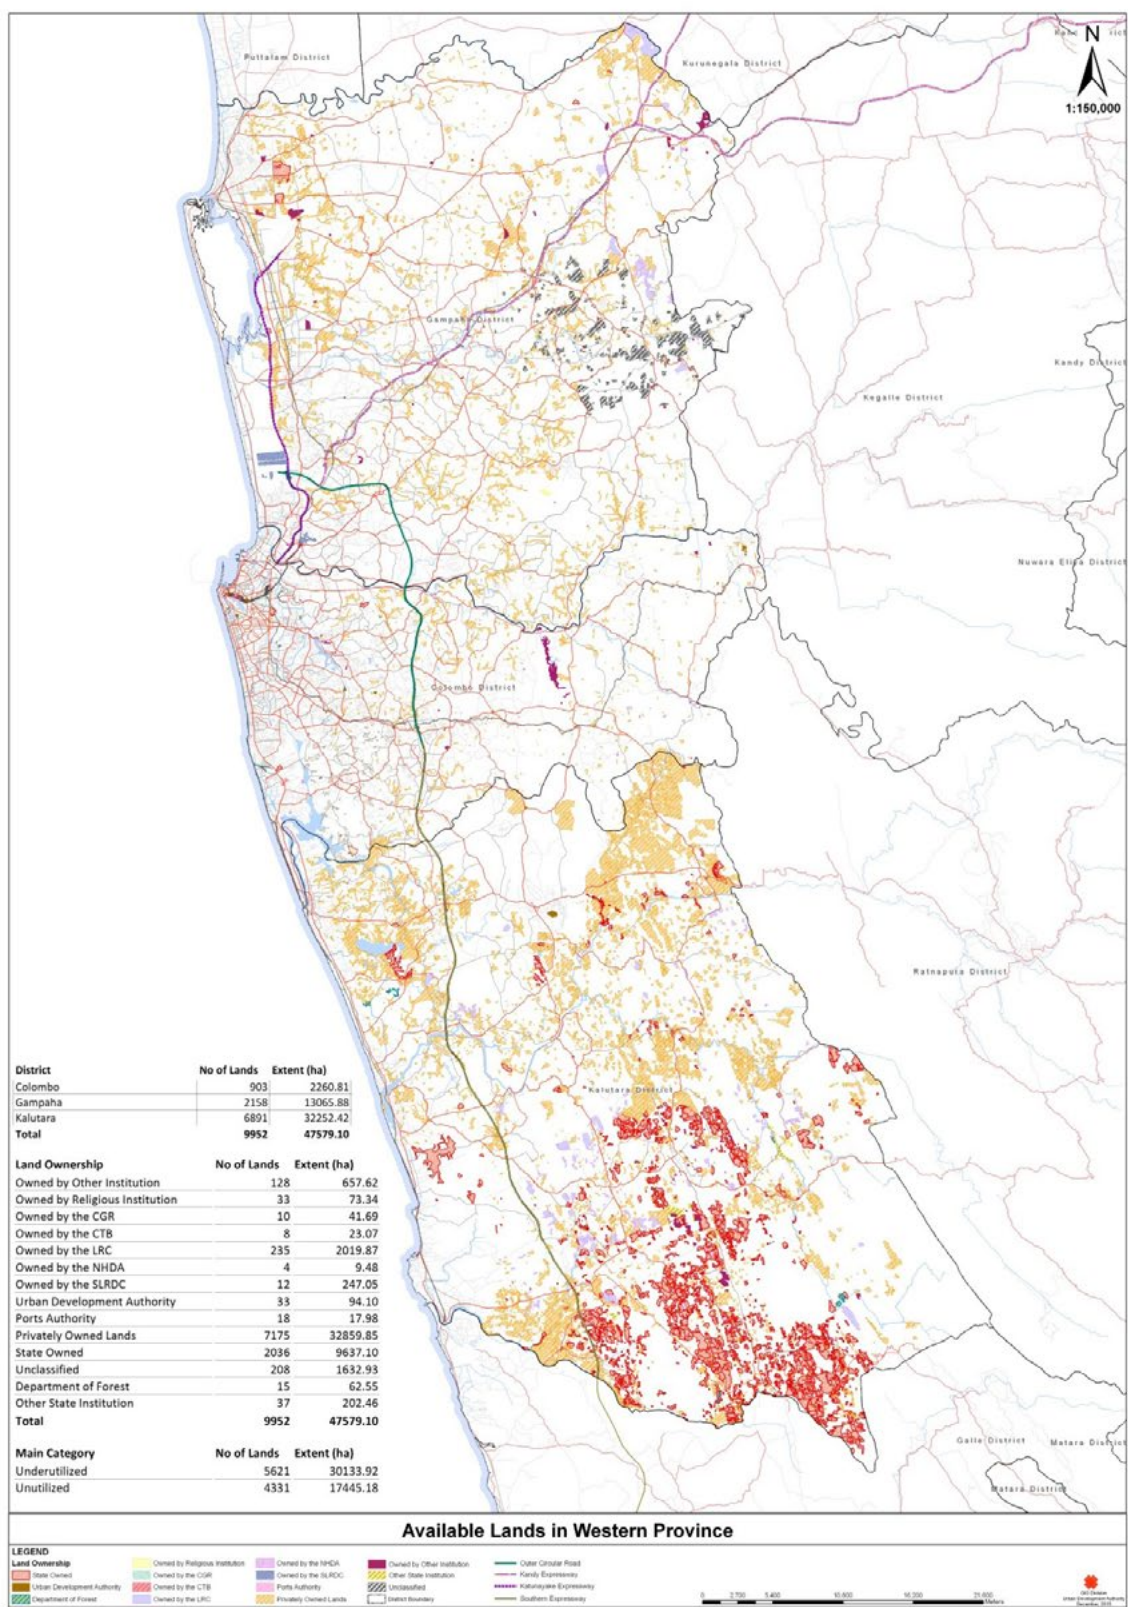 Puttalam District
Kurunegala District
N
1:150,000
Gampaha District
Kandy District
Kegalle District
Nuwara Eliya District
Colombo District
Ratnapura District
Kalutara District
Galle District
Matara District
Matara District
District No of Lands Extent (ha)
Colombo 903 2260.81
Gampaha 2158 13065.88
Kalutara 6891 32252.42
Total 9952 47579.10
Land Ownership No of Lands Extent (ha)
Owned by Other Institution 128 657.62
Owned by Religious Institution 33 73.34
Owned by the CGR 10 41.69
Owned by the CTB 8 23.07
Owned by the LRC 235 2019.87
Owned by the NHDA 4 9.48
Owned by the SLRDC 12 247.05
Urban Development Authority 33 94.10
Ports Authority 18 17.98
Privately Owned Lands 7175 32859.85
State Owned 2036 9637.10
Unclassified 208 1632.93
Department of Forest 15 62.55
Other State Institution 37 202.46
Total 9952 47579.10
Main Category No of Lands Extent (ha)
Underutilized 5621 30133.92
Unutilized 4331 17445.18
Available Lands in Western Province
LEGEND
Land Ownership
State Owned
Urban Development Authority
Department of Forest
Owned by Religious Institution
Owned by the CGR
Owned by the CTB
Owned by the LRC
Owned by the NHDA
Owned by the SLRDC
Ports Authority
Privately Owned Lands
Owned by Other Institution
Other State Institution
Unclassified
District Boundary
Outer Circular Road
Kandy Expressway
Katunayake Expressway
Southern Expressway
Meters
GIS Division
Urban Development Authority